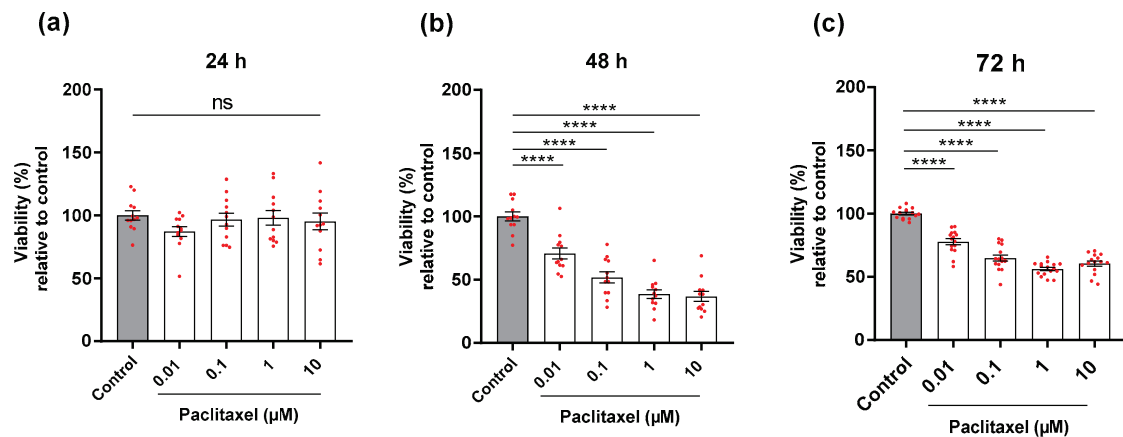 (a)
24 h
Viability (%)
relative to control
200
150
100
50
0
ns
Control
0.01
0.1
1
10
Paclitaxel (µM)
(b)
48 h
Viability (%)
relative to control
200
150
100
50
0
****
****
****
****
Control
0.01
0.1
1
10
Paclitaxel (µM)
(c)
72 h
Viability (%)
relative to control
200
150
100
50
0
****
****
****
****
Control
0.01
0.1
1
10
Paclitaxel (µM)